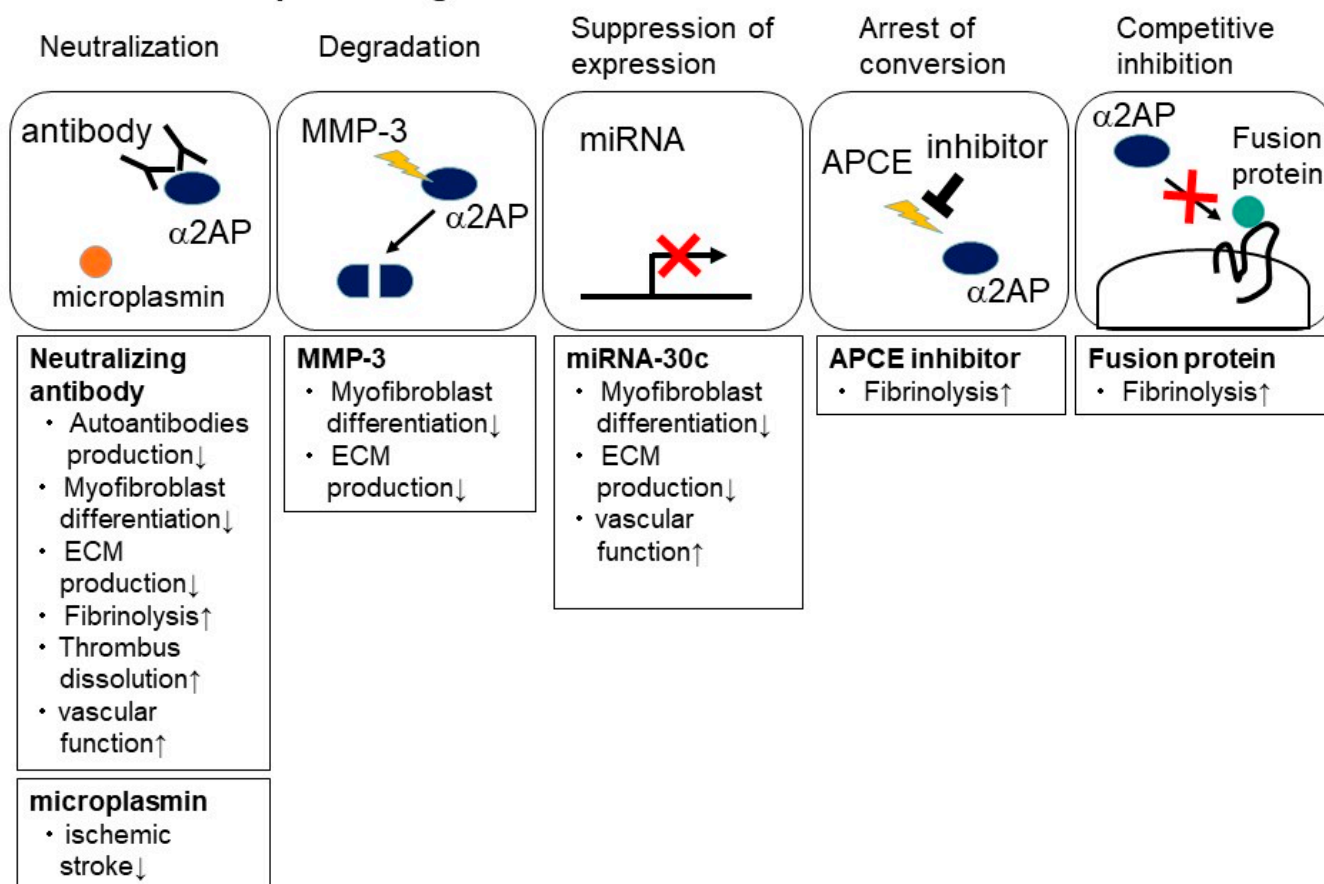 Neutralization
Degradation
Suppression of
expression
Arrest of
conversion
Competitive
inhibition
antibody
α2AP
microplasmin
MMP-3
α2AP
miRNA
APCE
inhibitor
α2AP
α2AP
Fusion
protein
Neutralizing
antibody
・ Autoantibodies
production↓
・ Myofibroblast
differentiation↓
・ ECM
production↓
・ Fibrinolysis↑
・ Thrombus
dissolution↑
・ vascular
function↑
microplasmin
・ ischemic
stroke↓
MMP-3
・ Myofibroblast
differentiation↓
・ ECM
production↓
miRNA-30c
・ Myofibroblast
differentiation↓
・ ECM
production↓
・ vascular
function↑
APCE inhibitor
・ Fibrinolysis↑
Fusion protein
・ Fibrinolysis↑